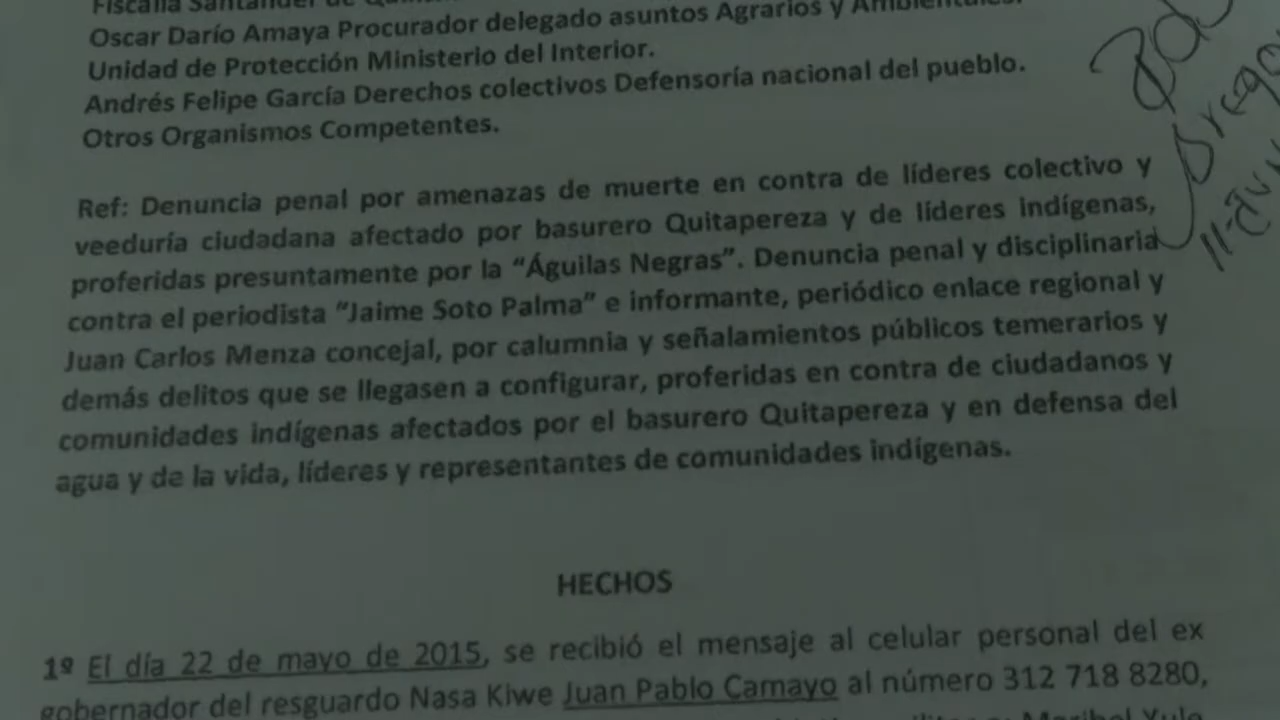 Fiscalía Santander de
Oscar Darío Amaya Procurador delegado asuntos Agrarios y Ambientales.
Unidad de Protección Ministerio del Interior.
Andrés Felipe García Derechos colectivos Defensoría nacional del pueblo.
Otros Organismos Competentes.
Ref: Denuncia penal por amenazas de muerte en contra de líderes colectivo y
veeduría ciudadana afectado por basurero Quitapereza y de líderes indígenas,
proferidas presuntamente por la “Águilas Negras”. Denuncia penal y disciplinaria
contra el periodista “Jaime Soto Palma” e informante, periódico enlace regional y
Juan Carlos Menza concejal, por calumnia y señalamientos públicos temerarios y
demás delitos que se llegasen a configurar, proferidas en contra de ciudadanos y
comunidades indígenas afectados por el basurero Quitapereza y en defensa del
agua y de la vida, líderes y representantes de comunidades indígenas.
HECHOS
1º El día 22 de mayo de 2015, se recibió el mensaje al celular personal del ex
gobernador del resguardo Nasa Kiwe Juan Pablo Camayo al número 312 718 8280,
Maribel Yule